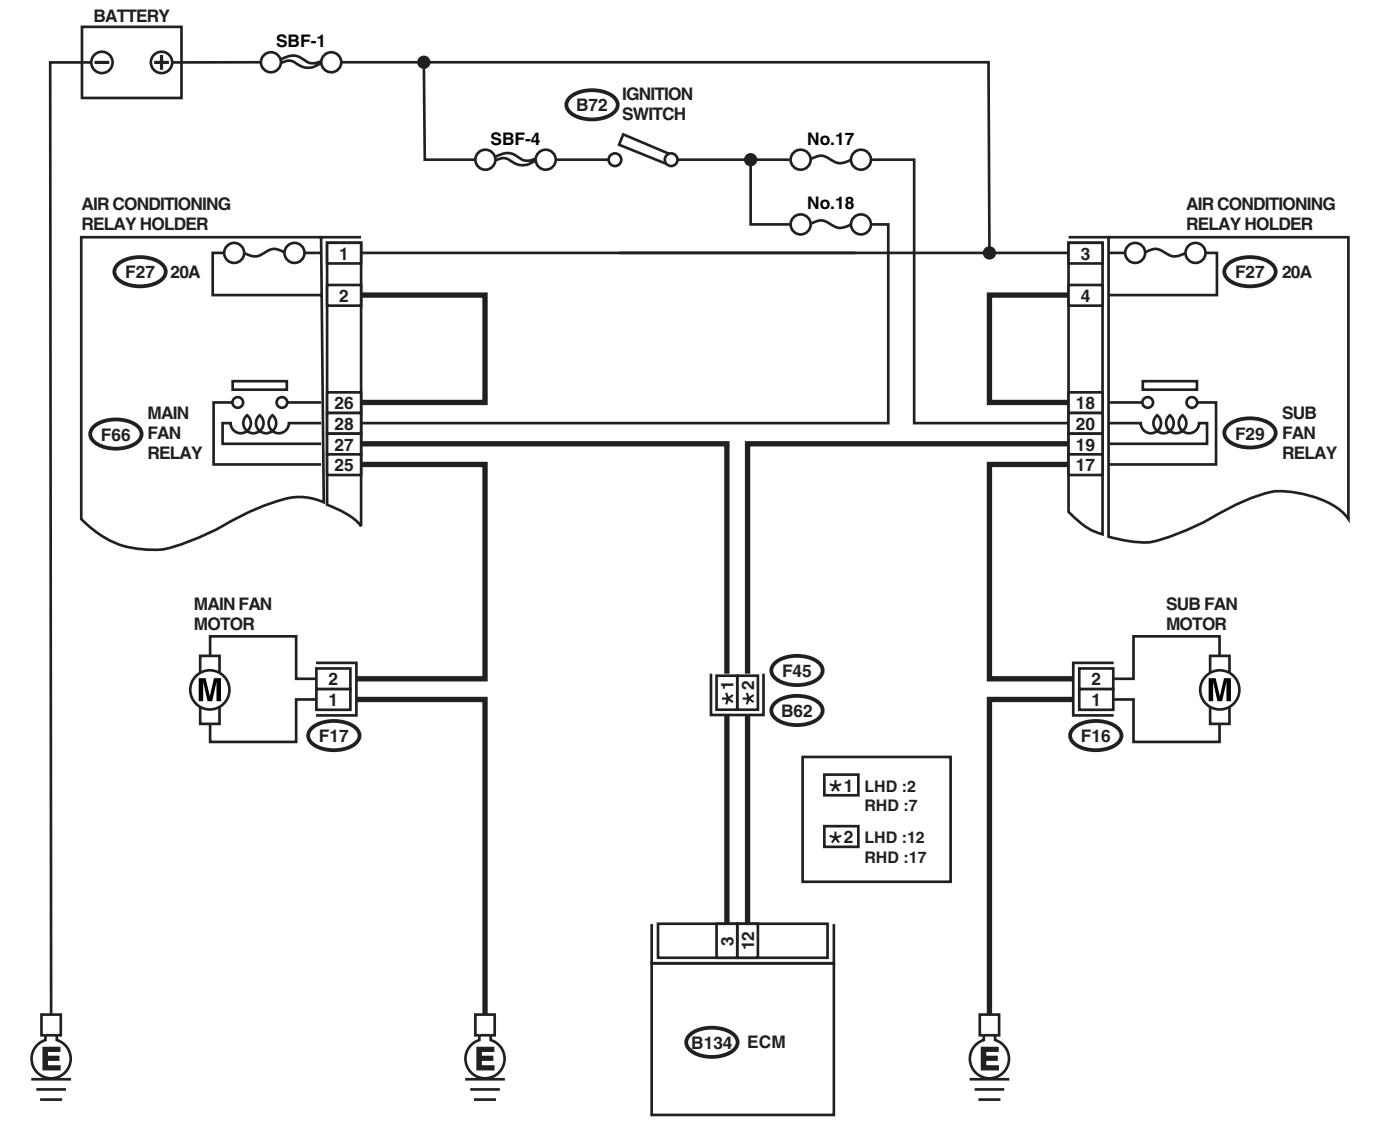 BATTERY
− +
SBF-1
B72 IGNITION
SWITCH
SBF-4
No.17
No.18
AIR CONDITIONING
RELAY HOLDER
F27 20A
1
2
26
28
27
25
F66
MAIN
FAN
RELAY
AIR CONDITIONING
RELAY HOLDER
3
4
18
20
19
17
F27 20A
F29
SUB
FAN
RELAY
MAIN FAN
MOTOR
M
2
1
F17
*1 *2
F45
B62
SUB FAN
MOTOR
2
1
M
F16
*1 LHD :2
RHD :7
*2 LHD :12
RHD :17
3 12
B134 ECM
E
E
E